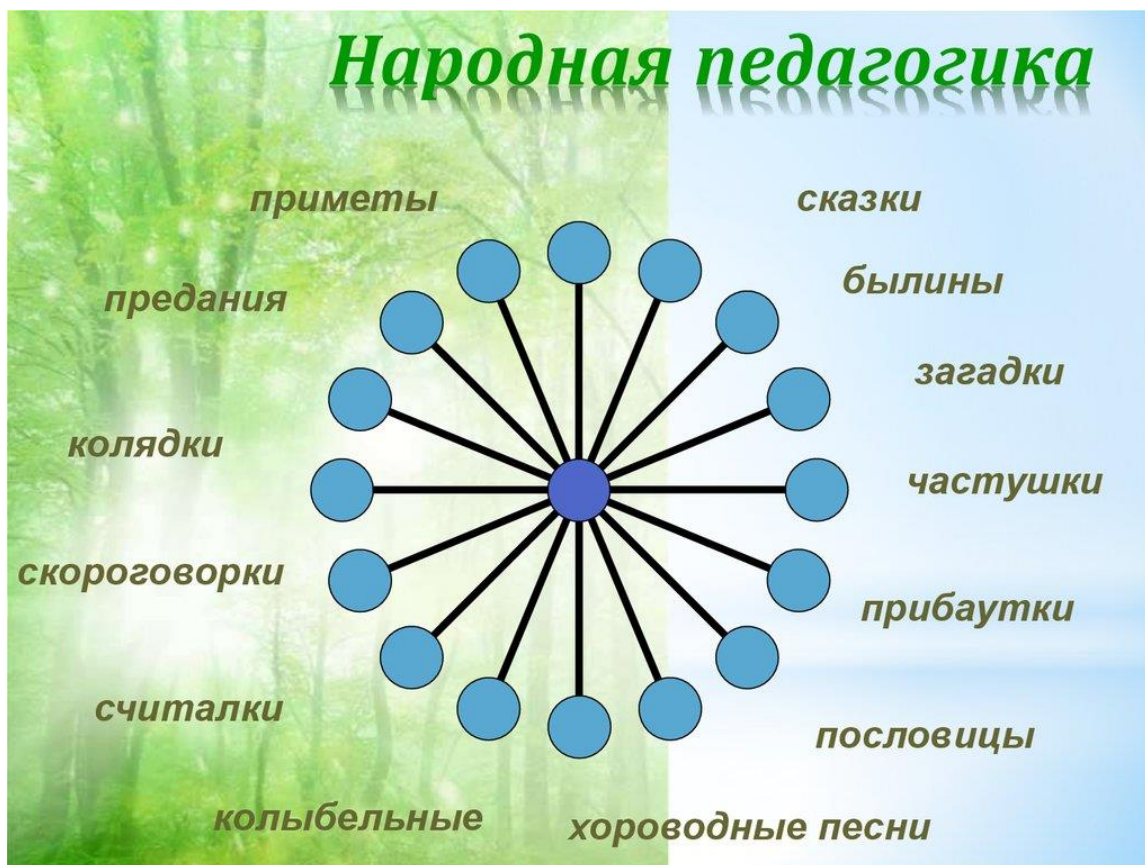 Народная педагогика
приметы
сказки
былины
предания
загадки
колядки
частушки
скороговорки
прибаутки
считалки
пословицы
колыбельные
хороводные песни